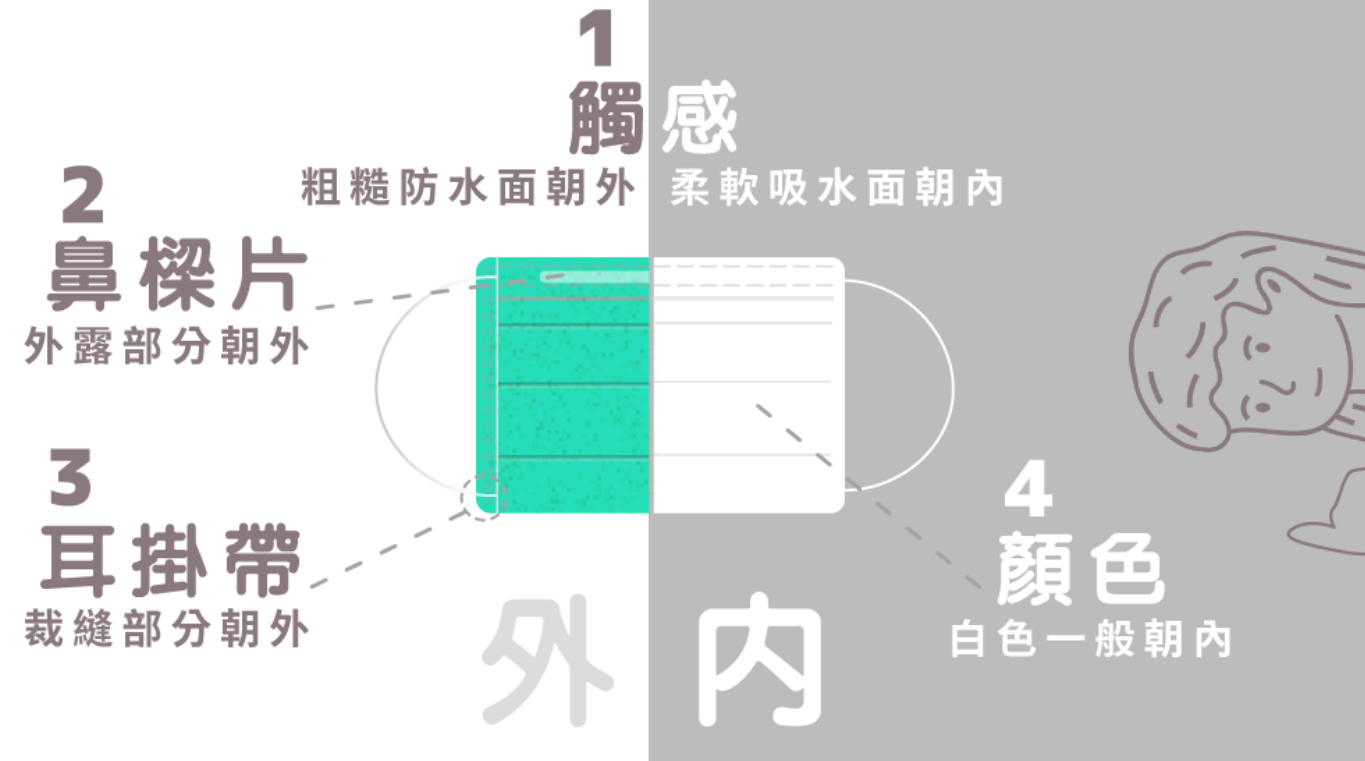 1
觸感
粗糙防水面朝外 柔軟吸水面朝內
2
鼻樑片
外露部分朝外
3
耳掛帶
裁縫部分朝外
4
顏色
白色一般朝內
外 內